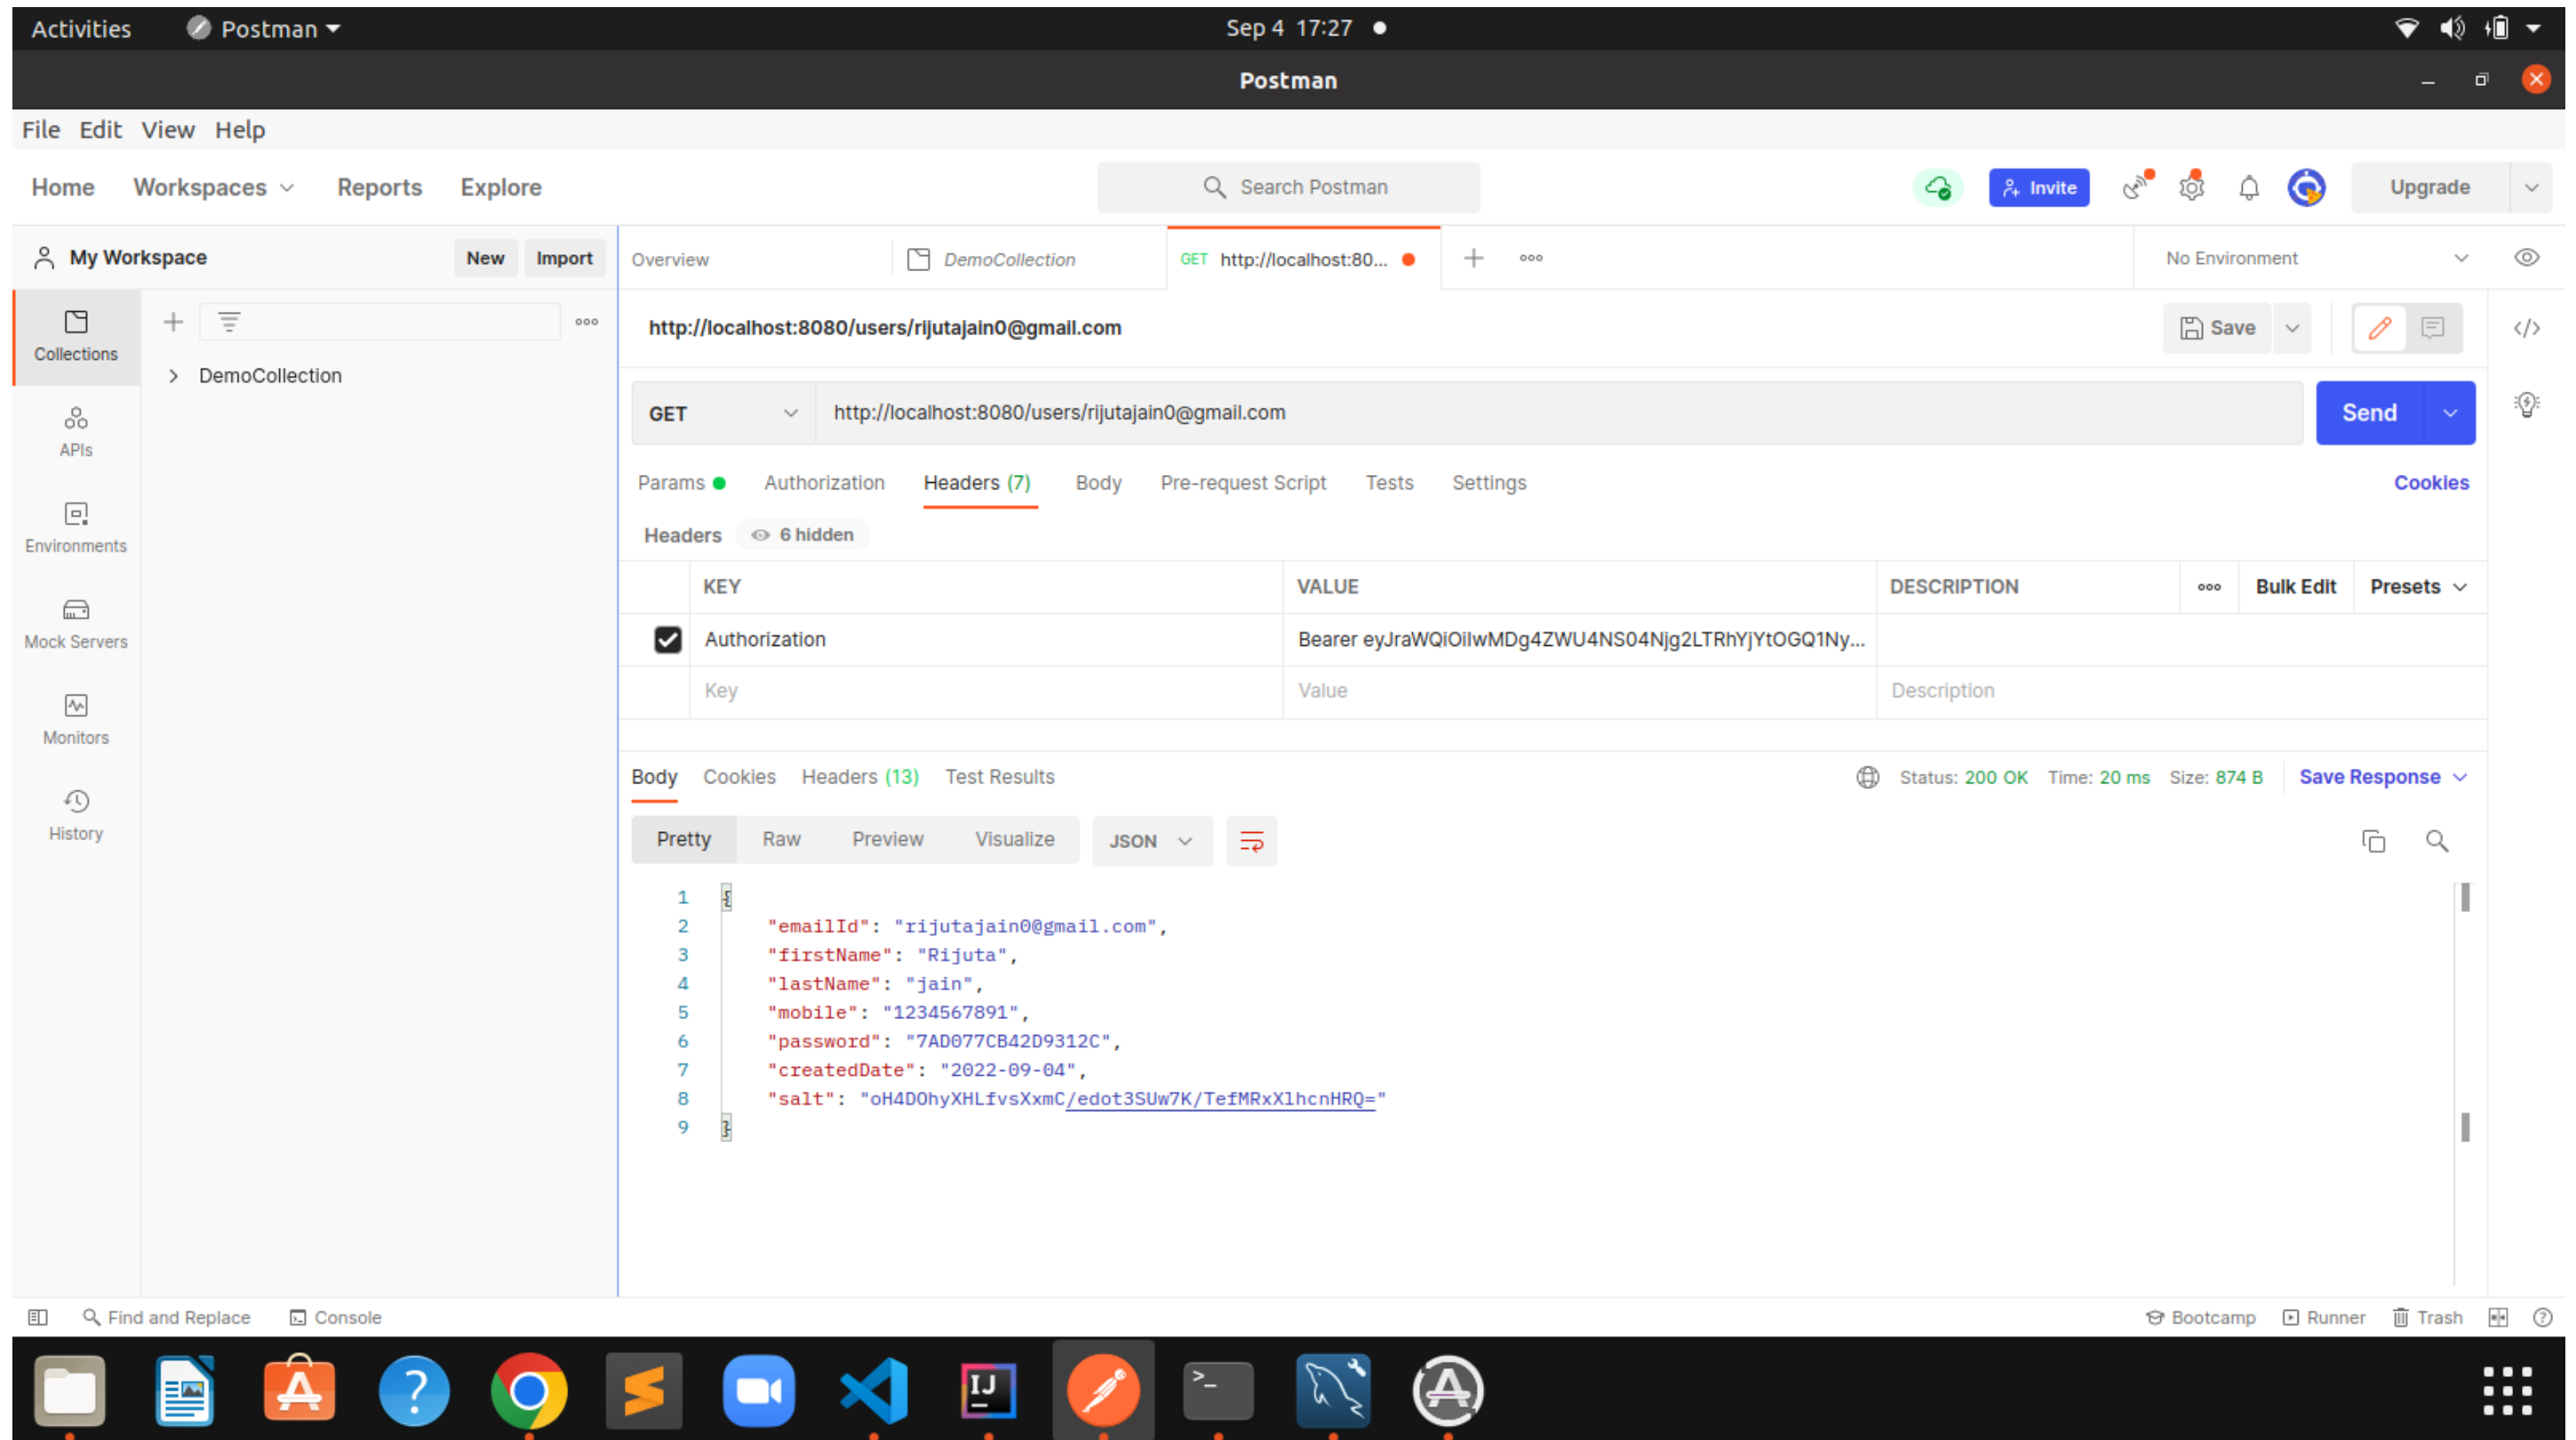 Activities Postman Sep 4 17:27
Postman
File Edit View Help
Home Workspaces Reports Explore Search Postman Invite Upgrade
My Workspace New Import Overview DemoCollection GET http://localhost:80... No Environment
Collections
http://localhost:8080/users/rijutajain0@gmail.com Save
DemoCollection
GET http://localhost:8080/users/rijutajain0@gmail.com Send
APIs
Params Authorization Headers (7) Body Pre-request Script Tests Settings Cookies
Environments
Headers 6 hidden
KEY VALUE DESCRIPTION Bulk Edit Presets
Mock Servers
Authorization Bearer eyJraWQiOiIwMDg4ZWU4NS04Njg2LTRhYjYtOGQ1Ny...
Key Value Description
Monitors
Body Cookies Headers (13) Test Results Status: 200 OK Time: 20 ms Size: 874 B Save Response
History
Pretty Raw Preview Visualize JSON
1 {
2 "emailId": "rijutajain0@gmail.com",
3 "firstName": "Rijuta",
4 "lastName": "jain",
5 "mobile": "1234567891",
6 "password": "7AD077CB42D9312C",
7 "createdDate": "2022-09-04",
8 "salt": "oH4DOhyXHLfvsXxmC/edot3SUw7K/TefMRxXlhcnHRQ="
9 }
Find and Replace Console Bootcamp Runner Trash
IJ